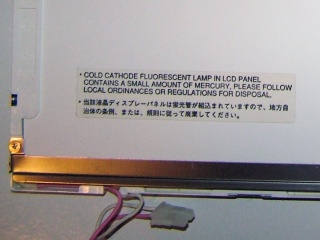 • COLD CATHODE FLUORESCENT LAMP IN LCD PANEL
CONTAINS A SMALL AMOUNT OF MERCURY, PLEASE FOLLOW
LOCAL ORDINANCES OR REGULATIONS FOR DISPOSAL.
• 当該液晶ディスプレーパネルは蛍光管が組込まれていますので、地方自
治体の条例、または、規則に従って廃棄してください。